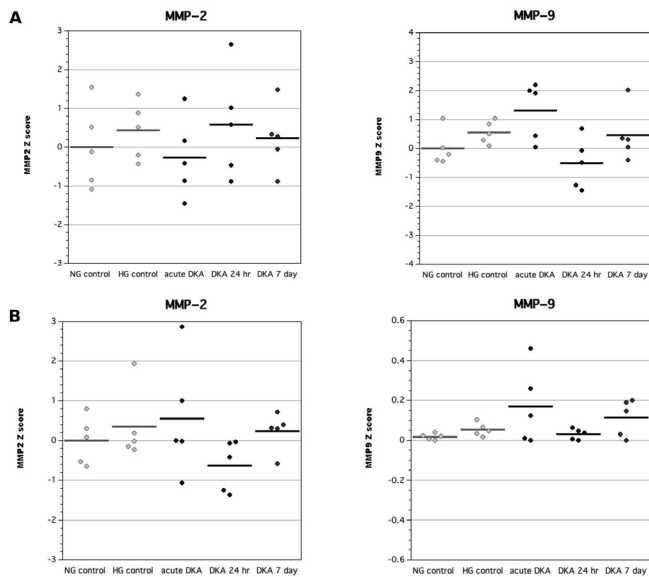 A
MMP-2
MMP2 Z score
3
2
1
0
-1
-2
-3
NG control HG control acute DKA DKA 24 hr DKA 7 day
MMP-9
MMP9 Z score
4
3
2
1
0
-1
-2
-3
-4
NG control HG control acute DKA DKA 24 hr DKA 7 day
B
MMP-2
MMP2 Z score
3
2
1
0
-1
-2
-3
NG control HG control acute DKA DKA 24 hr DKA 7 day
MMP-9
MMP9 Z score
0.6
0.4
0.2
0
-0.2
-0.4
-0.6
NG control HG control acute DKA DKA 24 hr DKA 7 day